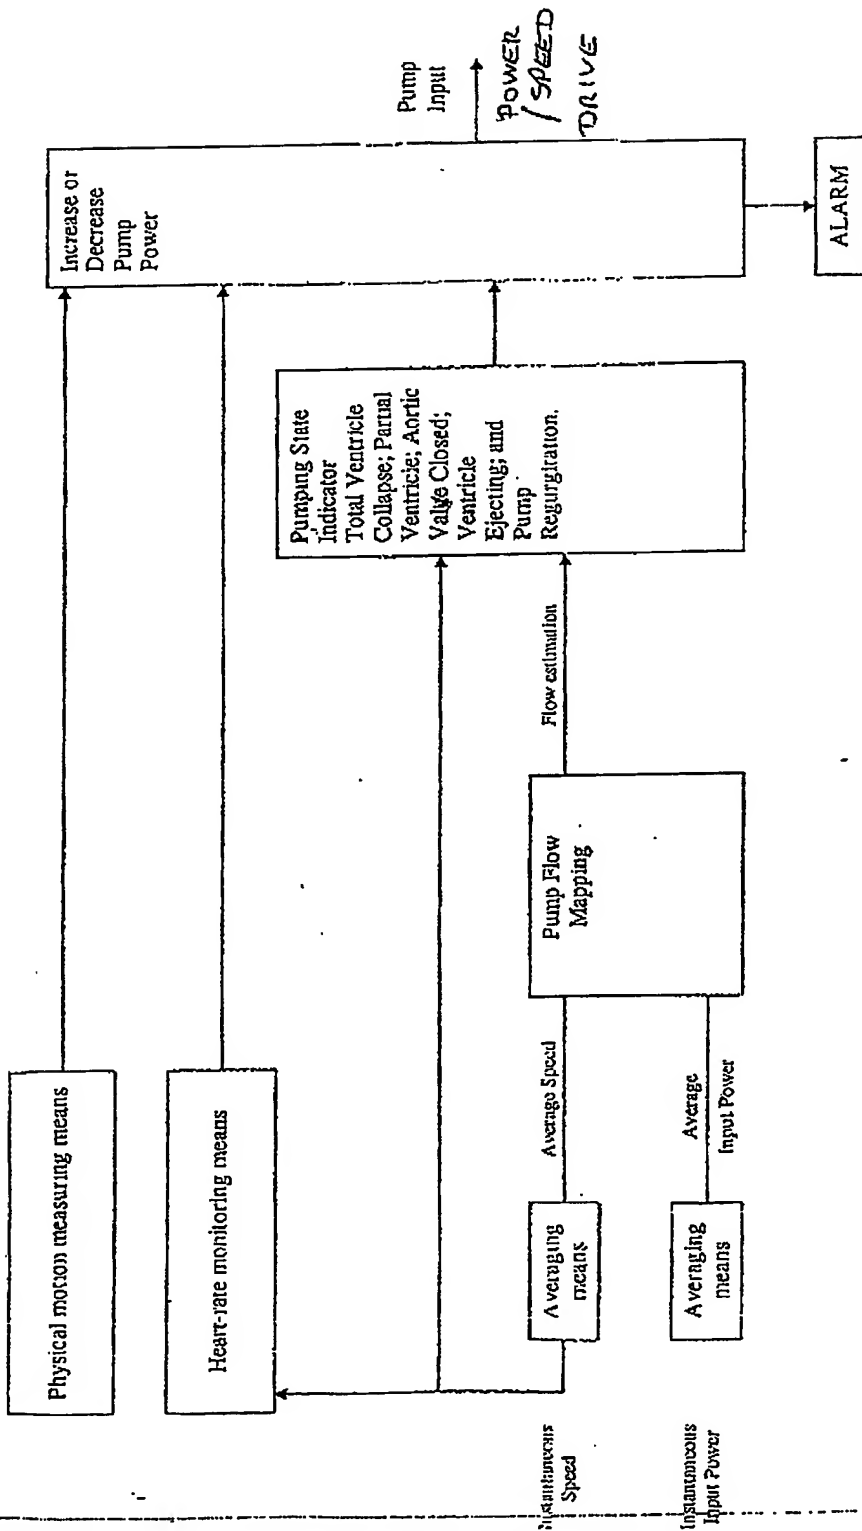 Physical motion measuring means
Heart-rate monitoring means
Increase or
Decrease
Pump
Power
Pump
Input
POWER
/ SPEED
DRIVE
Pumping State
Indicator
Total Ventricle
Collapse; Partial
Ventricle; Aortic
Valve Closed;
Ventricle
Ejecting; and
Pump
Regurgitation.
Instantaneous
Speed
Averaging
means
Average Speed
Pump Flow
Mapping
Flow estimation
Instantaneous
Input Power
Averaging
means
Average
Input Power
ALARM